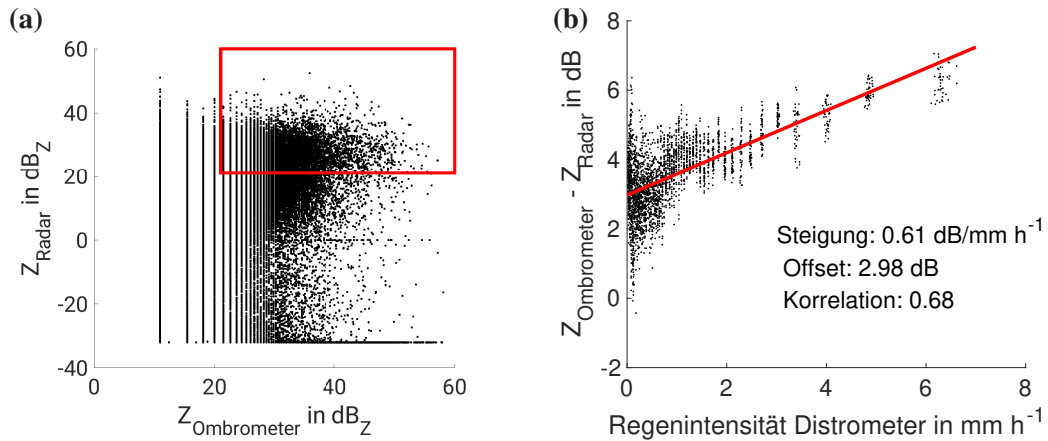 (a)
60
40
20
0
-20
-40
0
20
40
60
Z_Radar in dB_Z
Z_Ombrometer in dB_Z
(b)
8
6
4
2
0
-2
0
2
4
6
8
Z_Ombrometer - Z_Radar in dB
Steigung: 0.61 dB/mm h^-1
Offset: 2.98 dB
Korrelation: 0.68
Regenintensität Distrometer in mm h^-1